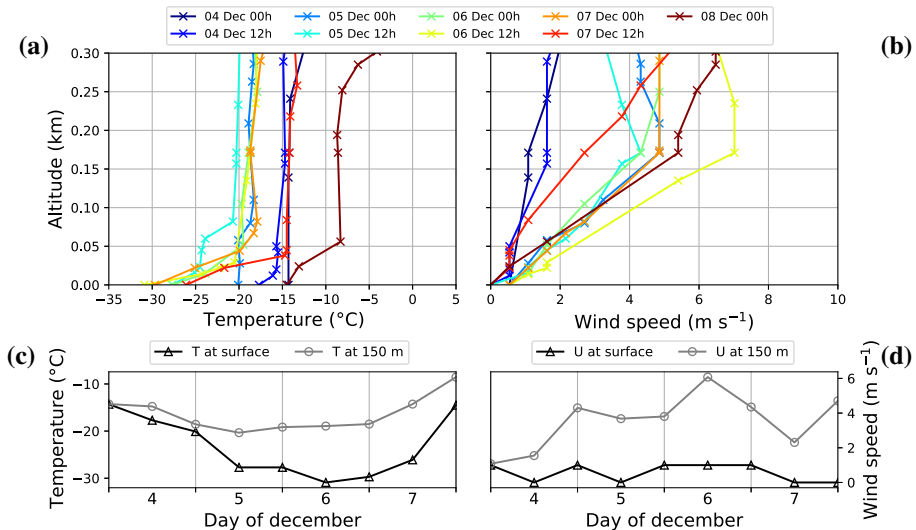 04 Dec 00h 05 Dec 00h 06 Dec 00h 07 Dec 00h 08 Dec 00h
04 Dec 12h 05 Dec 12h 06 Dec 12h 07 Dec 12h
(a) (b)
0.30
0.25
0.20
0.15
0.10
0.05
0.00
Altitude (km)
−35 −30 −25 −20 −15 −10 −5 0 5
Temperature (°C)
0 2 4 6 8 10
Wind speed (m s⁻¹)
(c) T at surface T at 150 m
−10
−20
−30
Temperature (°C)
4 5 6 7
Day of december
U at surface U at 150 m (d)
6
4
2
0
Wind speed (m s⁻¹)
4 5 6 7
Day of december